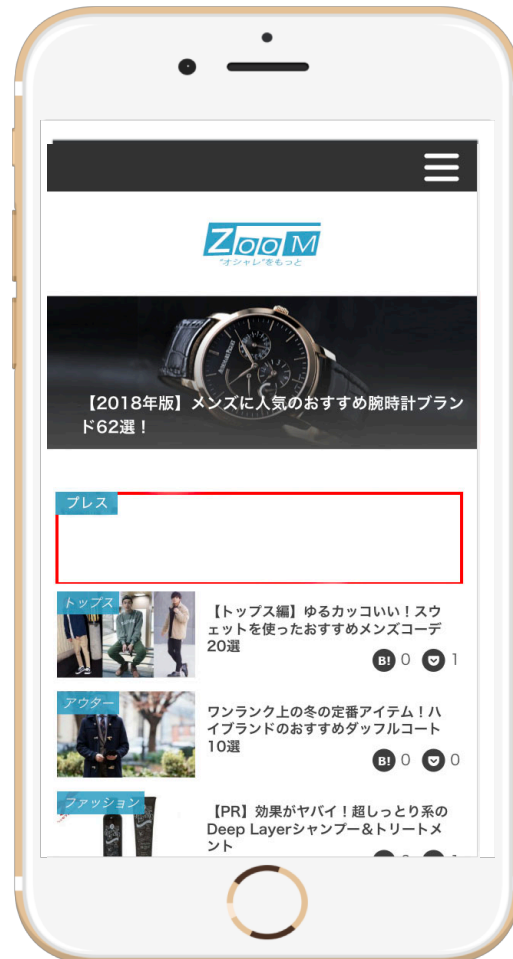 ZooM
"オシャレ"をもっと
【2018年版】メンズに人気のおすすめ腕時計ブラン
ド62選！
プレス
トップス
【トップス編】ゆるカッコいい！スウ
ェットを使ったおすすめメンズコーデ
20選
B! 0 1
アウター
ワンランク上の冬の定番アイテム！ハ
イブランドのおすすめダッフルコート
10選
B! 0 0
ファッション
【PR】効果がヤバイ！超しっとり系の
Deep Layerシャンプー＆トリートメ
ント